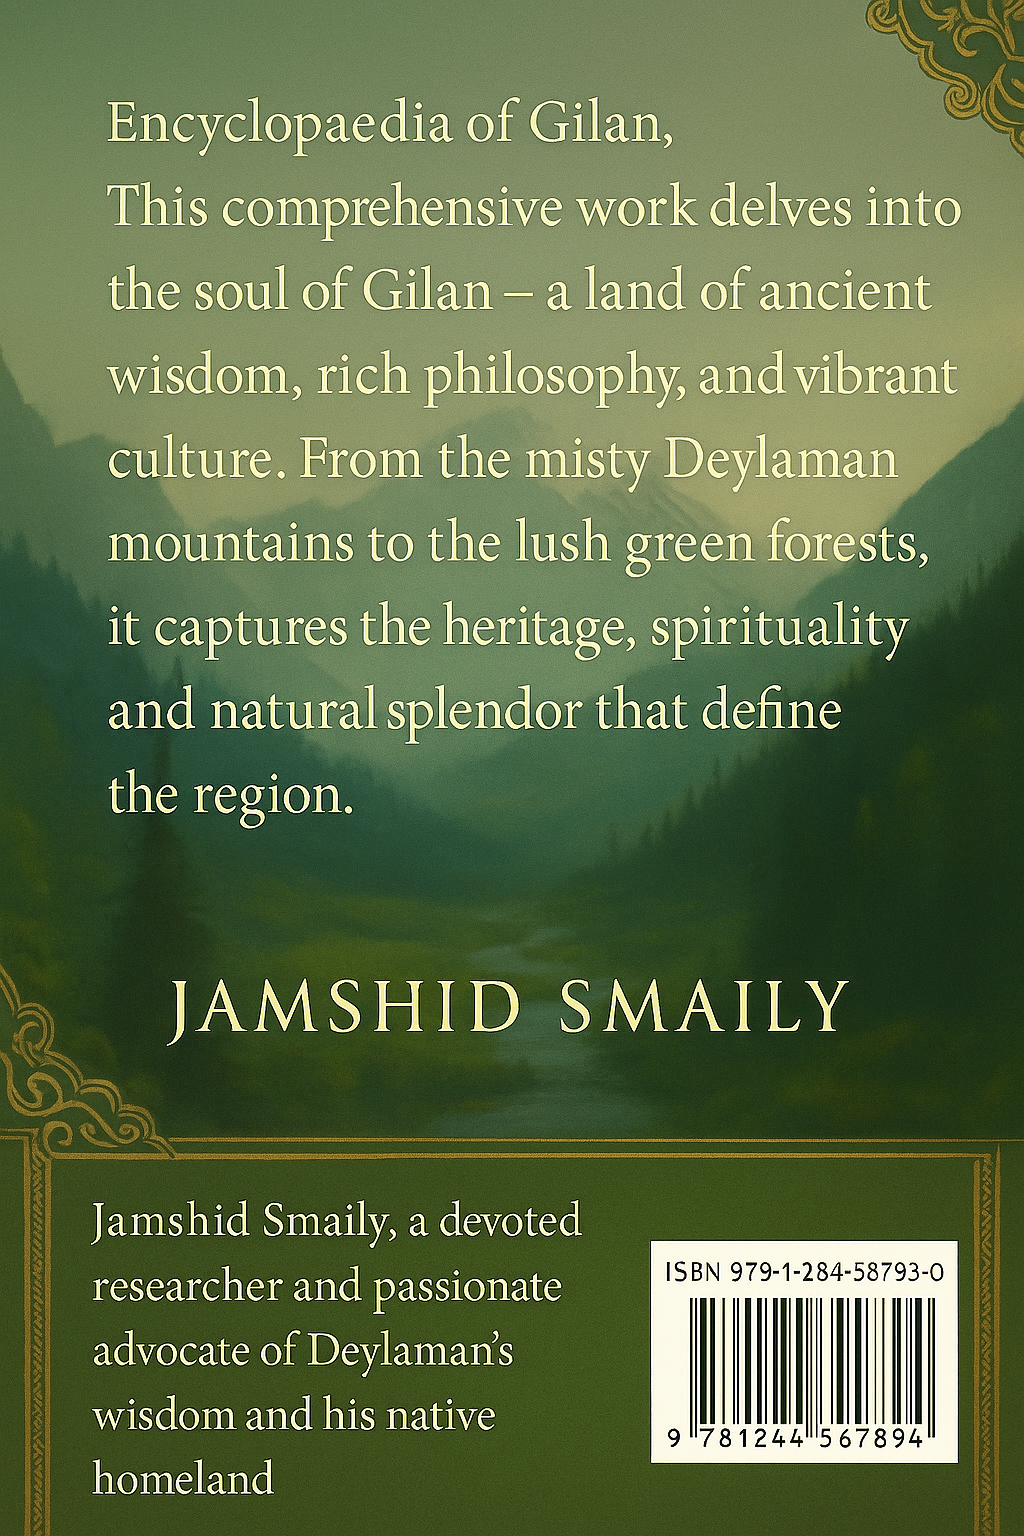 Encyclopaedia of Gilan,
This comprehensive work delves into
the soul of Gilan – a land of ancient
wisdom, rich philosophy, and vibrant
culture. From the misty Deylaman
mountains to the lush green forests,
it captures the heritage, spirituality
and natural splendor that define
the region.
JAMSHID SMAILY
Jamshid Smaily, a devoted
researcher and passionate
advocate of Deylaman’s
wisdom and his native
homeland
ISBN 979-1-284-58793-0
9 781244 567894